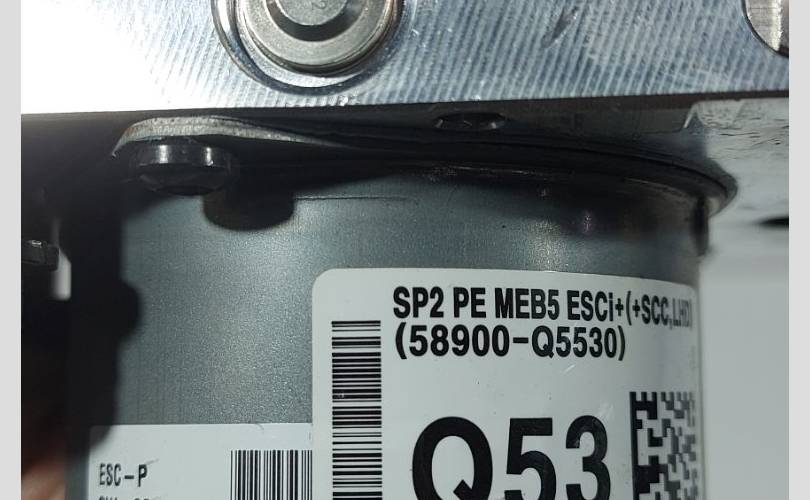 SP2 PE MEB5 ESCi+(+SCC,LHD)
(58900-Q5530)
Q53
ESC-P